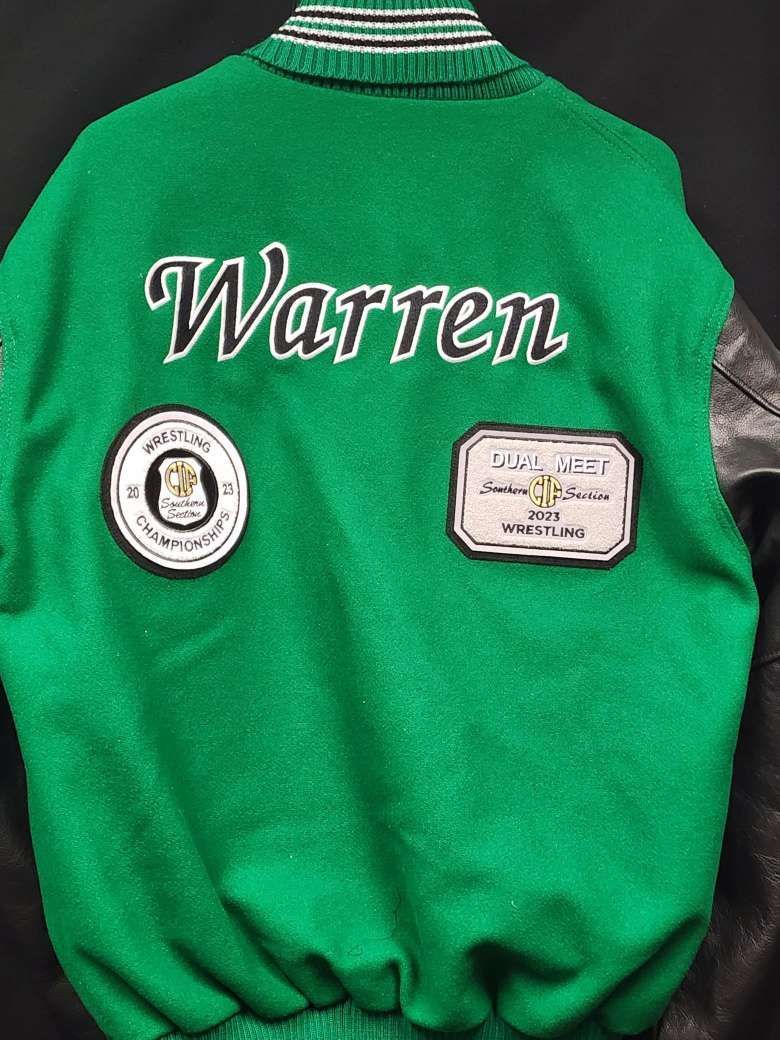 Warren
WRESTLING
20 23
CIF
Southern
Section
CHAMPIONSHIPS
DUAL MEET
Southern CIF Section
2023
WRESTLING